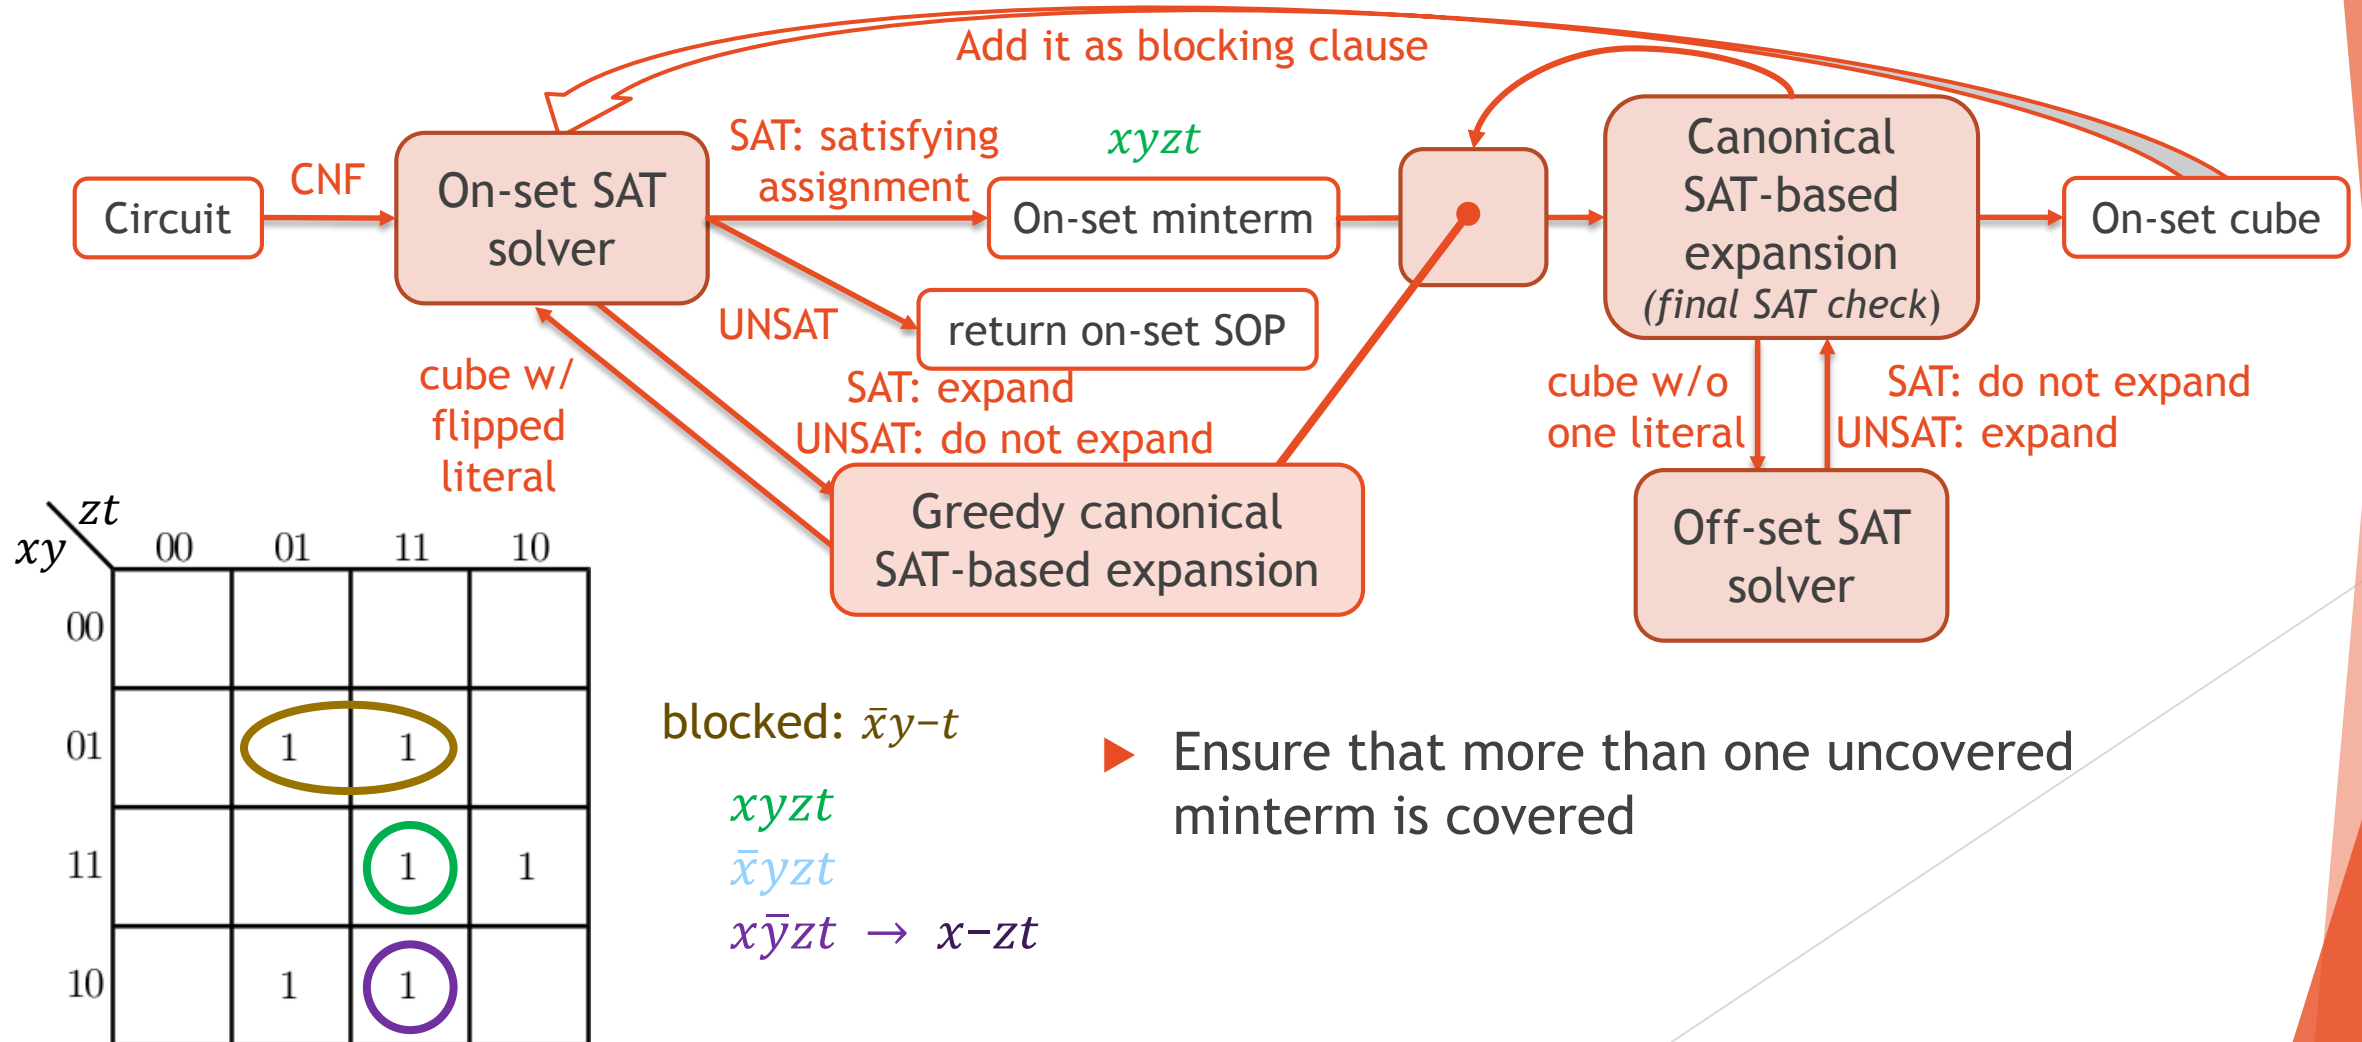 Add it as blocking clause
Circuit
CNF
On-set SAT
solver
SAT: satisfying
assignment
xyzt
On-set minterm
UNSAT
return on-set SOP
Canonical
SAT-based
expansion
(final SAT check)
On-set cube
cube w/
flipped
literal
SAT: expand
UNSAT: do not expand
Greedy canonical
SAT-based expansion
cube w/o
one literal
SAT: do not expand
UNSAT: expand
Off-set SAT
solver
zt
xy
00 01 11 10
00
01 1 1
11 1 1
10 1 1
blocked: x̄y−t
xyzt
x̄yzt
xȳzt → x−zt
Ensure that more than one uncovered
minterm is covered